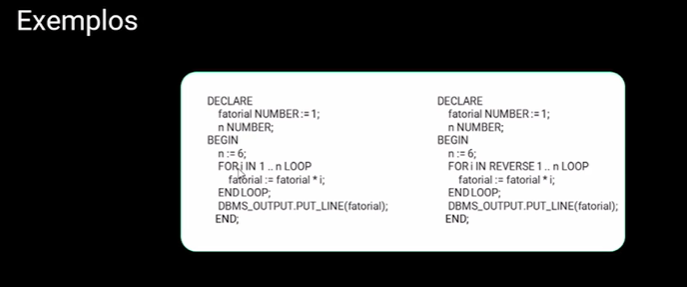 Exemplos
DECLARE
fatorial NUMBER := 1;
n NUMBER;
BEGIN
n := 6;
FOR i IN 1 .. n LOOP
fatorial := fatorial * i;
END LOOP;
DBMS_OUTPUT.PUT_LINE(fatorial);
END;
DECLARE
fatorial NUMBER := 1;
n NUMBER;
BEGIN
n := 6;
FOR i IN REVERSE 1 .. n LOOP
fatorial := fatorial * i;
END LOOP;
DBMS_OUTPUT.PUT_LINE(fatorial);
END;